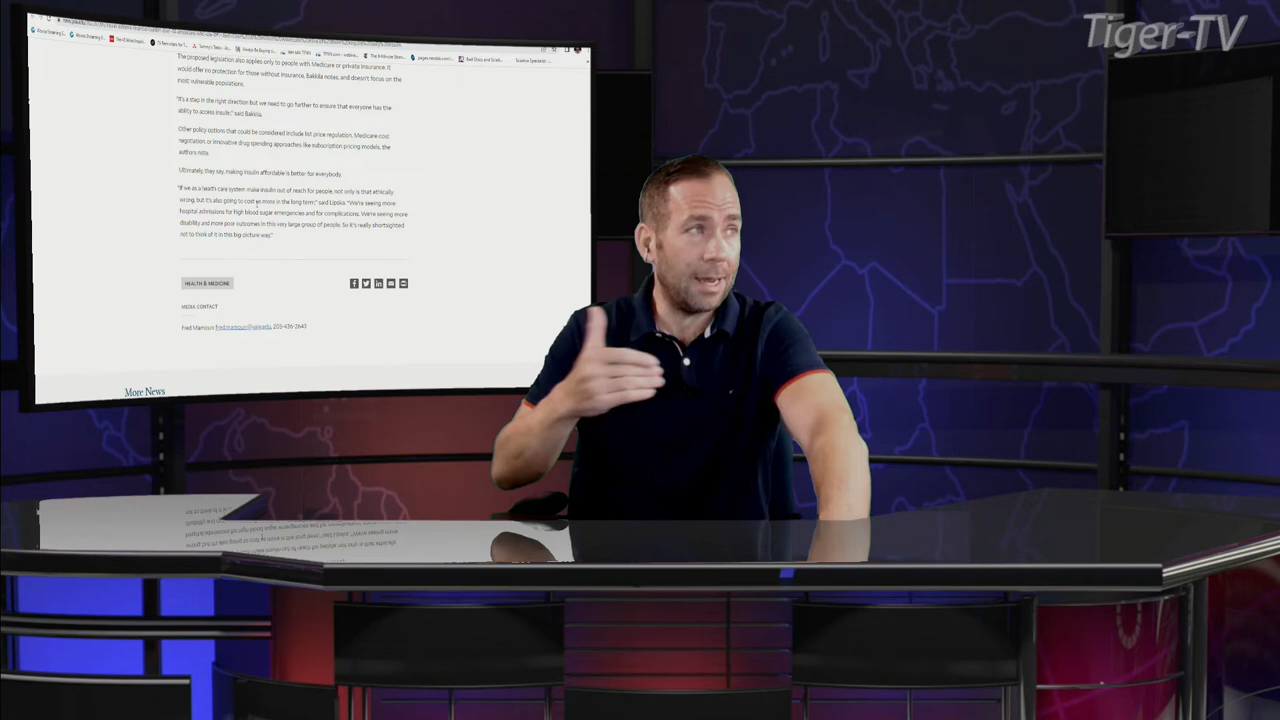 Tiger-TV
The proposed legislation also applies only to people with Medicare or private insurance. It
would offer no protection for those without insurance, Bakkila notes, and doesn't focus on the
most vulnerable populations.
"It's a step in the right direction but we need to go further to ensure that everyone has the
ability to access insulin," said Bakkila.
Other policy options that could be considered include list price regulation, Medicare cost
negotiation, or innovative drug spending approaches like subscription pricing models, the
authors note.
Ultimately, they say, making insulin affordable is better for everybody.
"If we as a health care system make insulin out of reach for people, not only is that ethically
wrong, but it's also going to cost us more in the long term," said Lipska. "We're seeing more
hospital admissions for high blood sugar emergencies and for complications. We're seeing more
disability and more poor outcomes in this very large group of people. So it's really shortsighted
not to think of it in this big picture way."
HEALTH & MEDICINE
MEDIA CONTACT
Fred Mamoun: fred.mamoun@yale.edu, 203-436-2643
More News